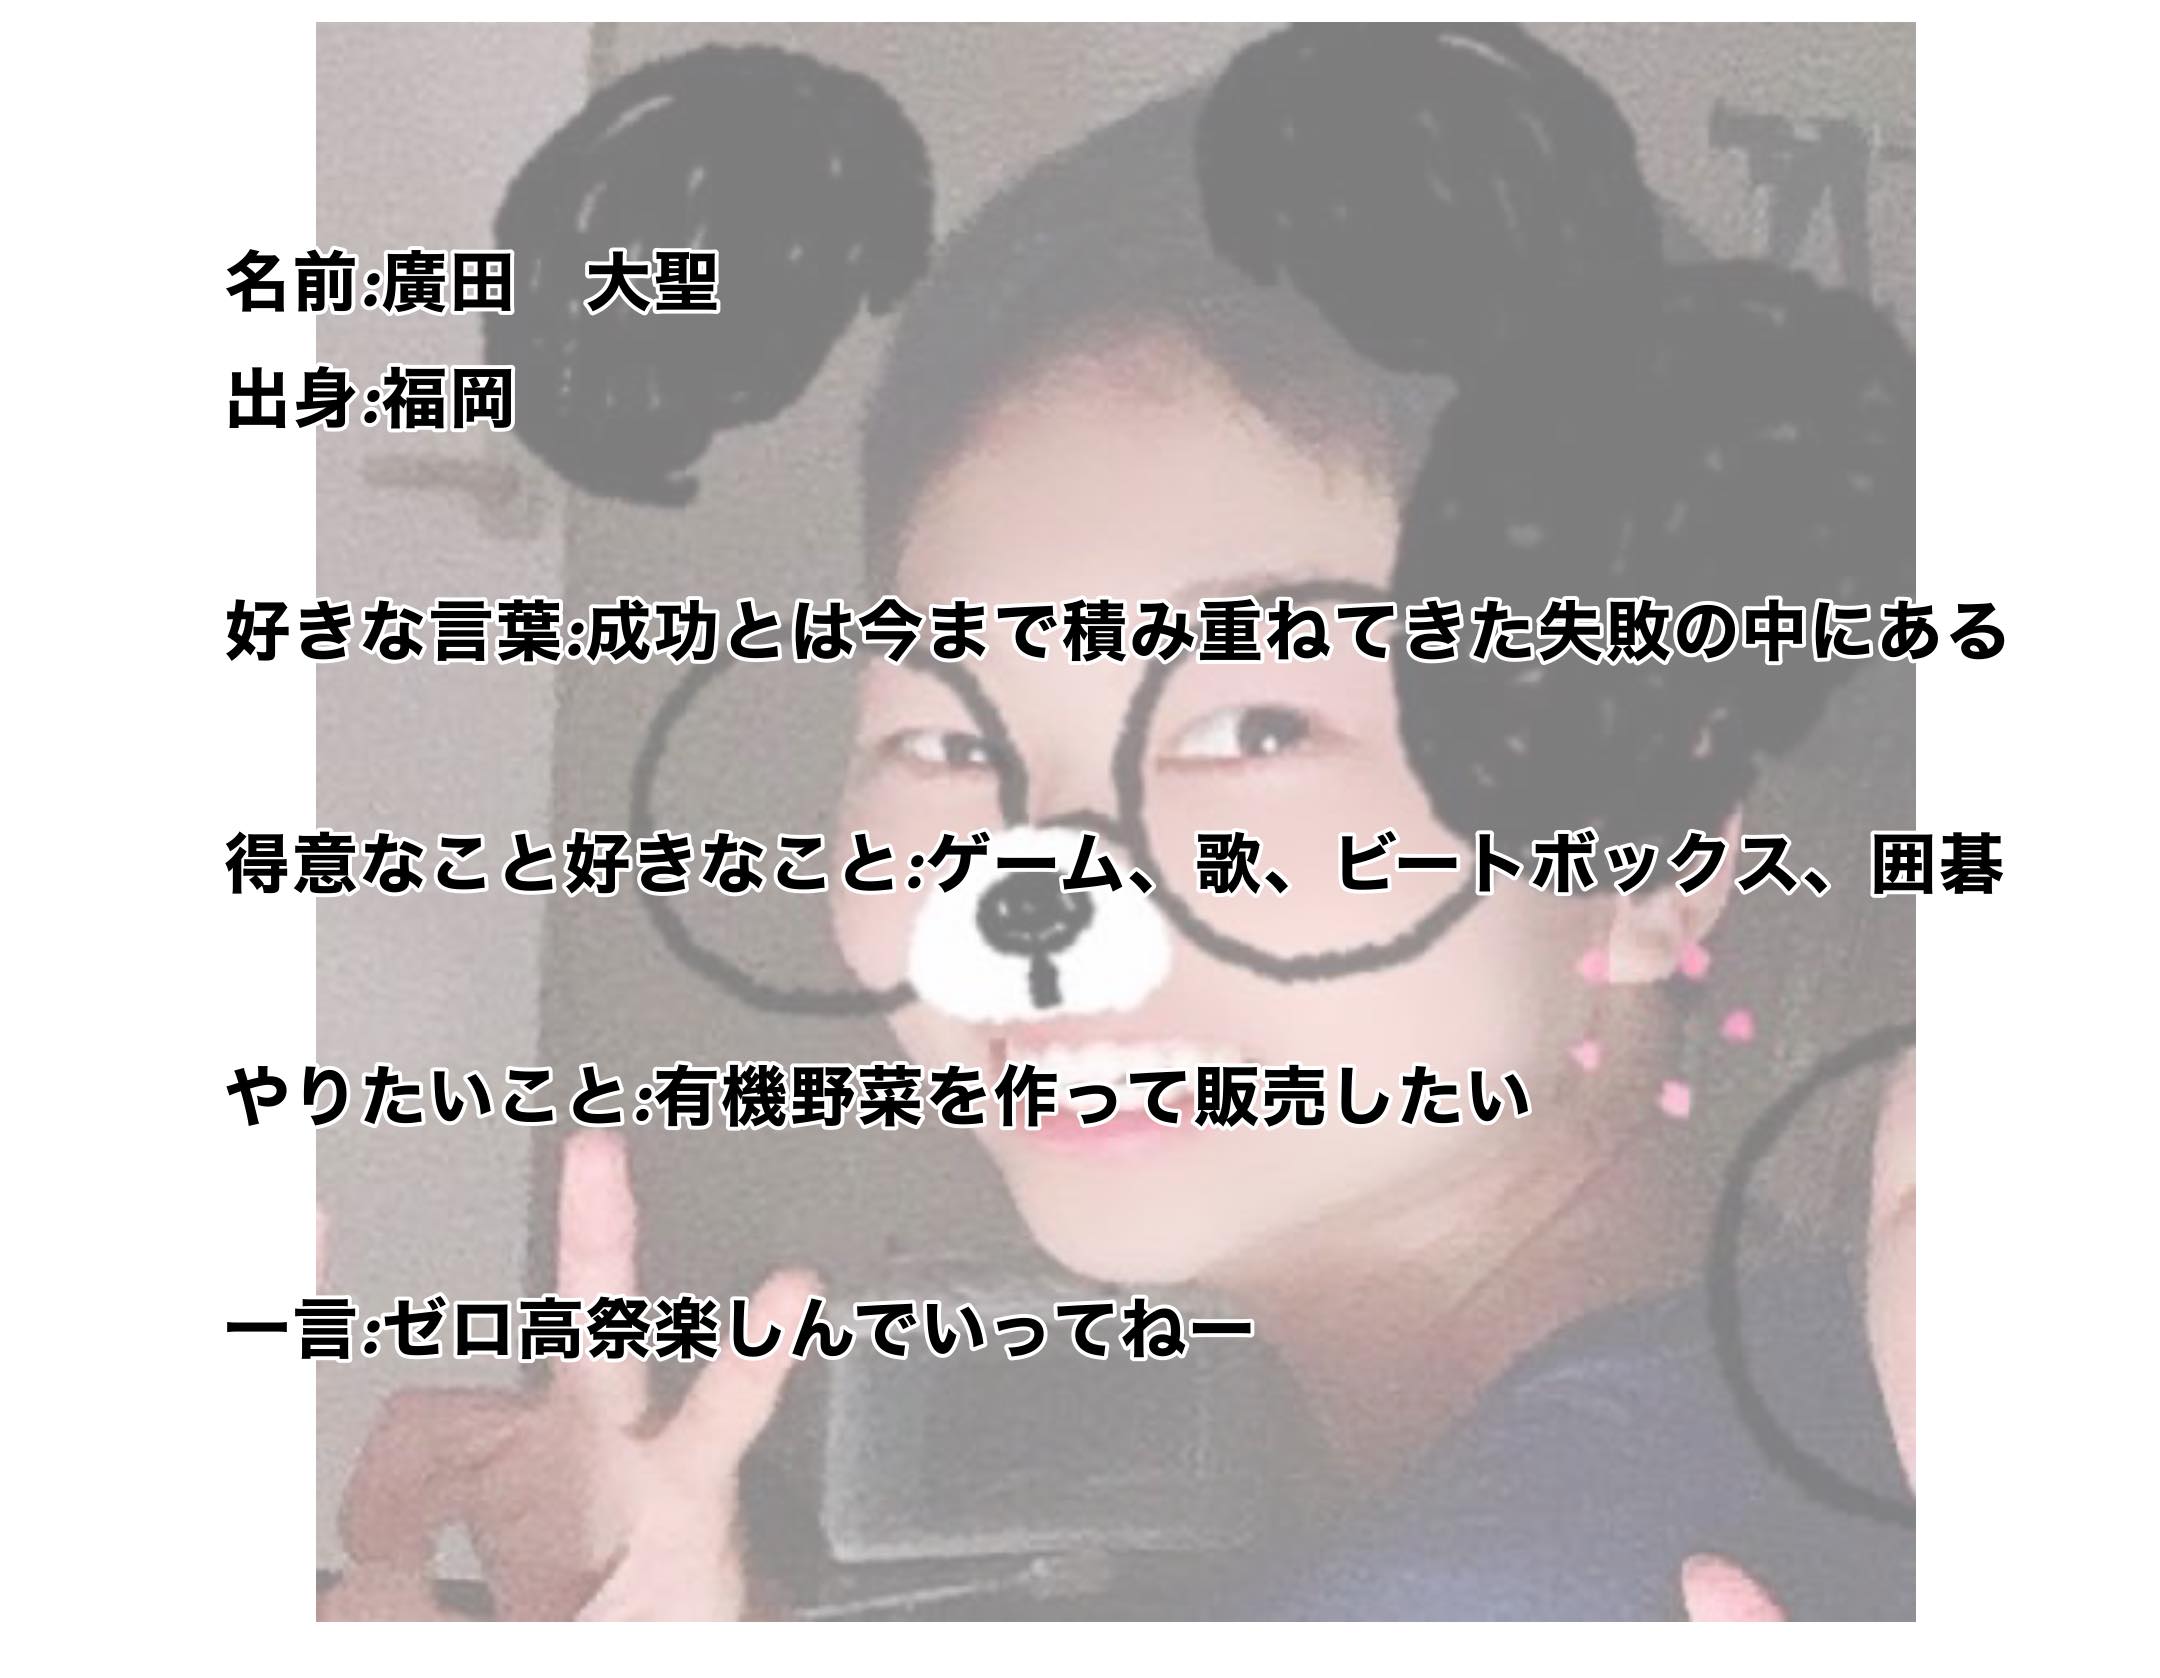 名前:廣田　大聖
出身:福岡
好きな言葉:成功とは今まで積み重ねてきた失敗の中にある
得意なこと好きなこと:ゲーム、歌、ビートボックス、囲碁
やりたいこと:有機野菜を作って販売したい
一言:ゼロ高祭楽しんでいってねー